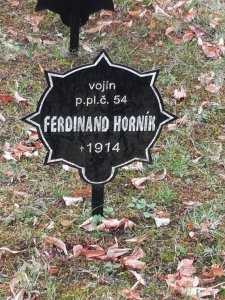 vojín
p.pl.č. 54
FERDINAND HORNÍK
+1914